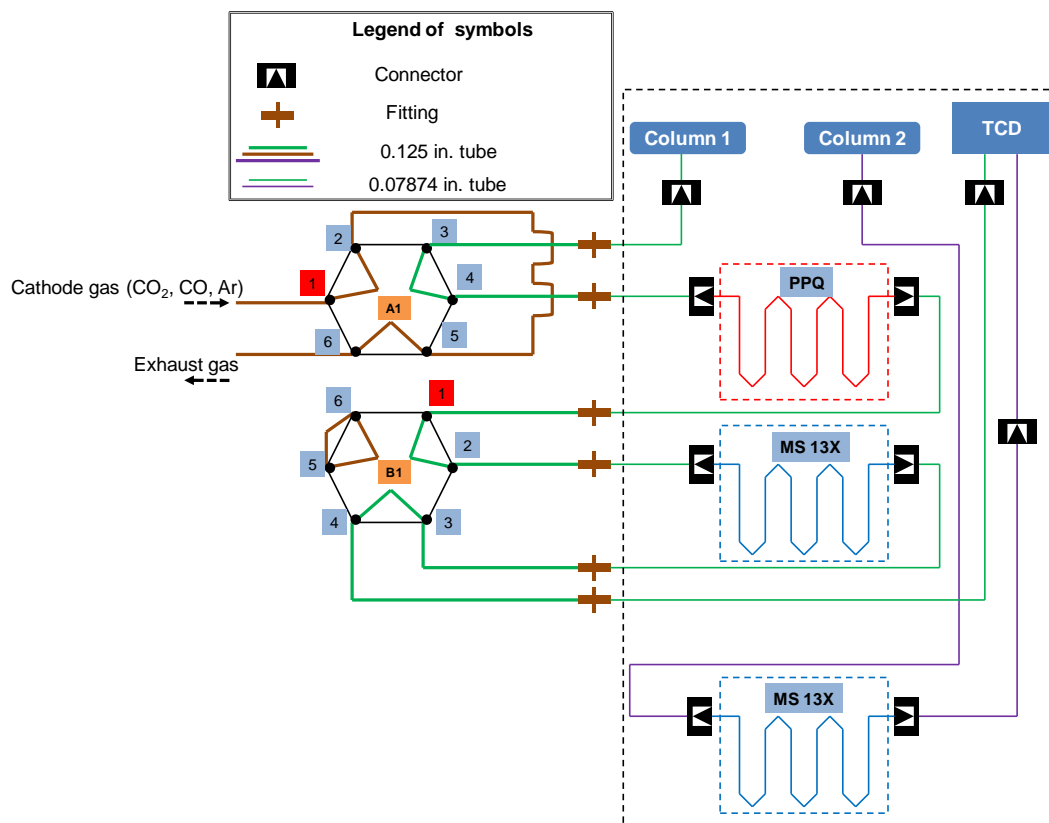 Legend of symbols
Connector
Fitting
0.125 in. tube
0.07874 in. tube
Column 1
Column 2
TCD
2
3
1
4
A1
6
5
Cathode gas (CO₂, CO, Ar)
Exhaust gas
PPQ
6
1
5
2
B1
4
3
MS 13X
MS 13X